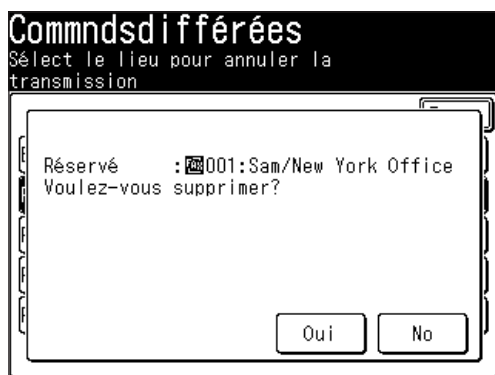 Commndsdifférées
Sélect le lieu pour annuler la
transmission
Réservé :001:Sam/New York Office
Voulez-vous supprimer?
Oui No